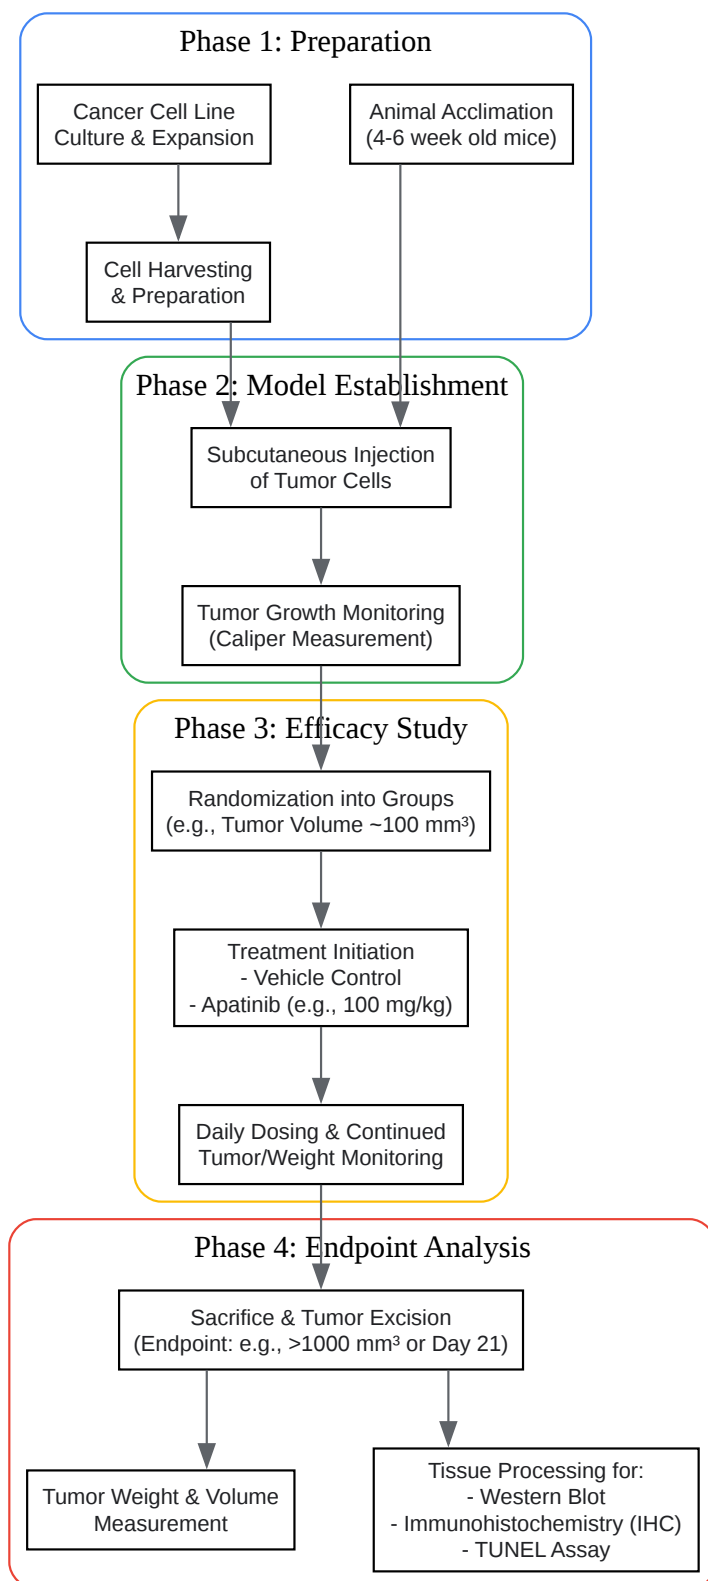 Phase 1: Preparation
Cancer Cell Line
Culture & Expansion
Animal Acclimation
(4-6 week old mice)
Cell Harvesting
& Preparation
Phase 2: Model Establishment
Subcutaneous Injection
of Tumor Cells
Tumor Growth Monitoring
(Caliper Measurement)
Phase 3: Efficacy Study
Randomization into Groups
(e.g., Tumor Volume ~100 mm³)
Treatment Initiation
- Vehicle Control
- Apatinib (e.g., 100 mg/kg)
Daily Dosing & Continued
Tumor/Weight Monitoring
Phase 4: Endpoint Analysis
Sacrifice & Tumor Excision
(Endpoint: e.g., >1000 mm³ or Day 21)
Tumor Weight & Volume
Measurement
Tissue Processing for:
- Western Blot
- Immunohistochemistry (IHC)
- TUNEL Assay